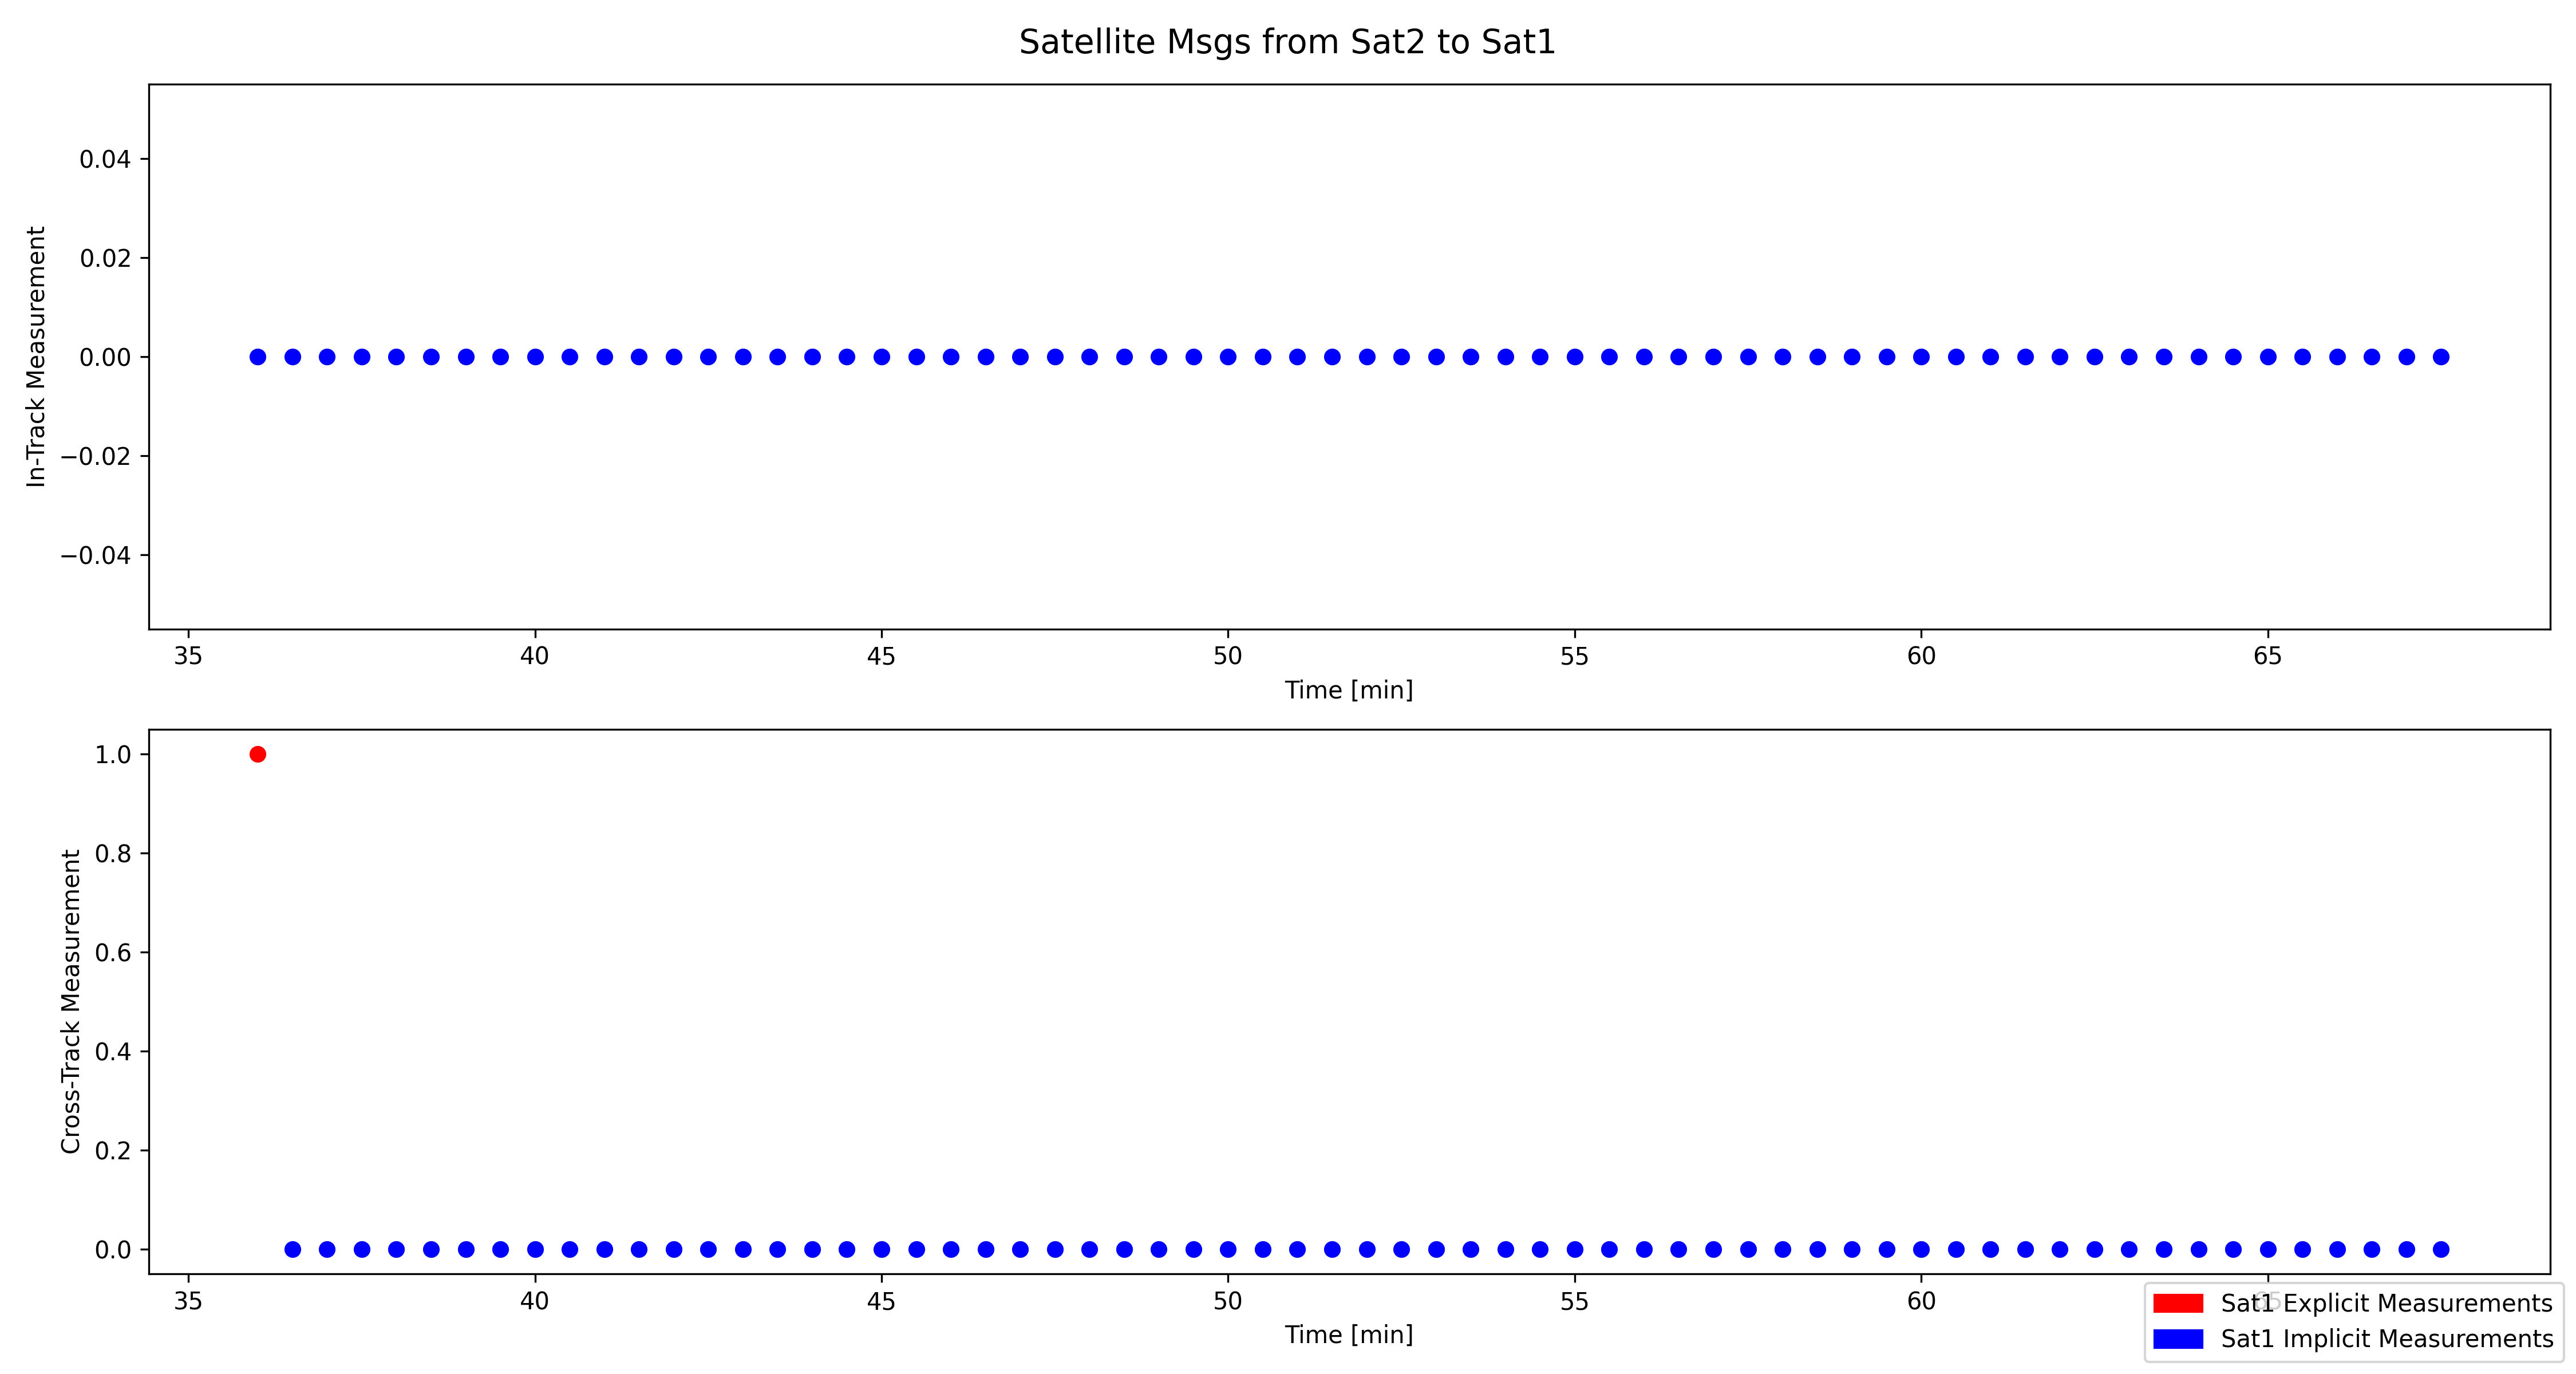 Satellite Msgs from Sat2 to Sat1
In-Track Measurement
0.04
0.02
0.00
−0.02
−0.04
35 40 45 50 55 60 65
Time [min]
Cross-Track Measurement
1.0
0.8
0.6
0.4
0.2
0.0
35 40 45 50 55 60 65
Time [min]
Sat1 Explicit Measurements
Sat1 Implicit Measurements